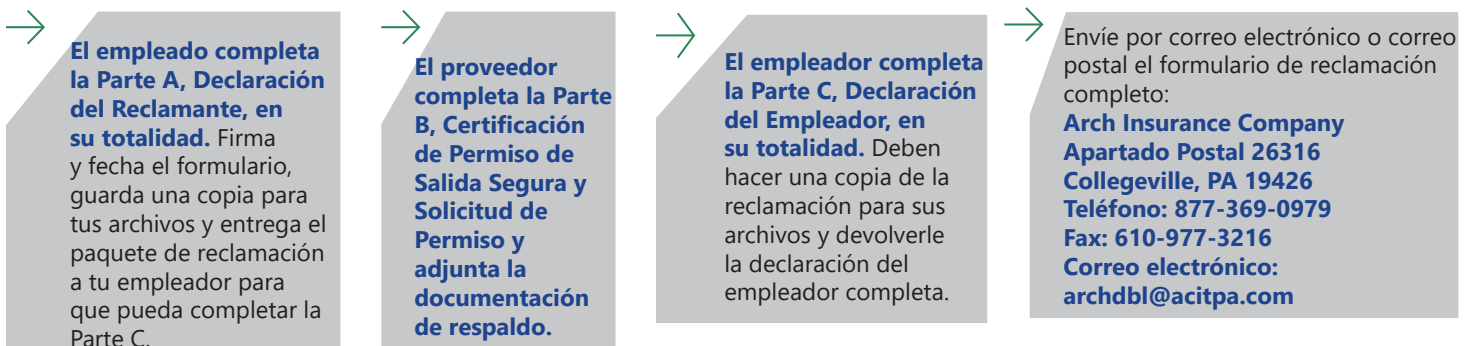 El empleado completa
la Parte A, Declaración
del Reclamante, en
su totalidad. Firma
y fecha el formulario,
guarda una copia para
tus archivos y entrega el
paquete de reclamación
a tu empleador para
que pueda completar la
Parte C.
El proveedor
completa la Parte
B, Certificación
de Permiso de
Salida Segura y
Solicitud de
Permiso y
adjunta la
documentación
de respaldo.
El empleador completa
la Parte C, Declaración
del Empleador, en
su totalidad. Deben
hacer una copia de la
reclamación para sus
archivos y devolverle
la declaración del
empleador completa.
Envíe por correo electrónico o correo
postal el formulario de reclamación
completo:
Arch Insurance Company
Apartado Postal 26316
Collegeville, PA 19426
Teléfono: 877-369-0979
Fax: 610-977-3216
Correo electrónico:
archdbl@acitpa.com